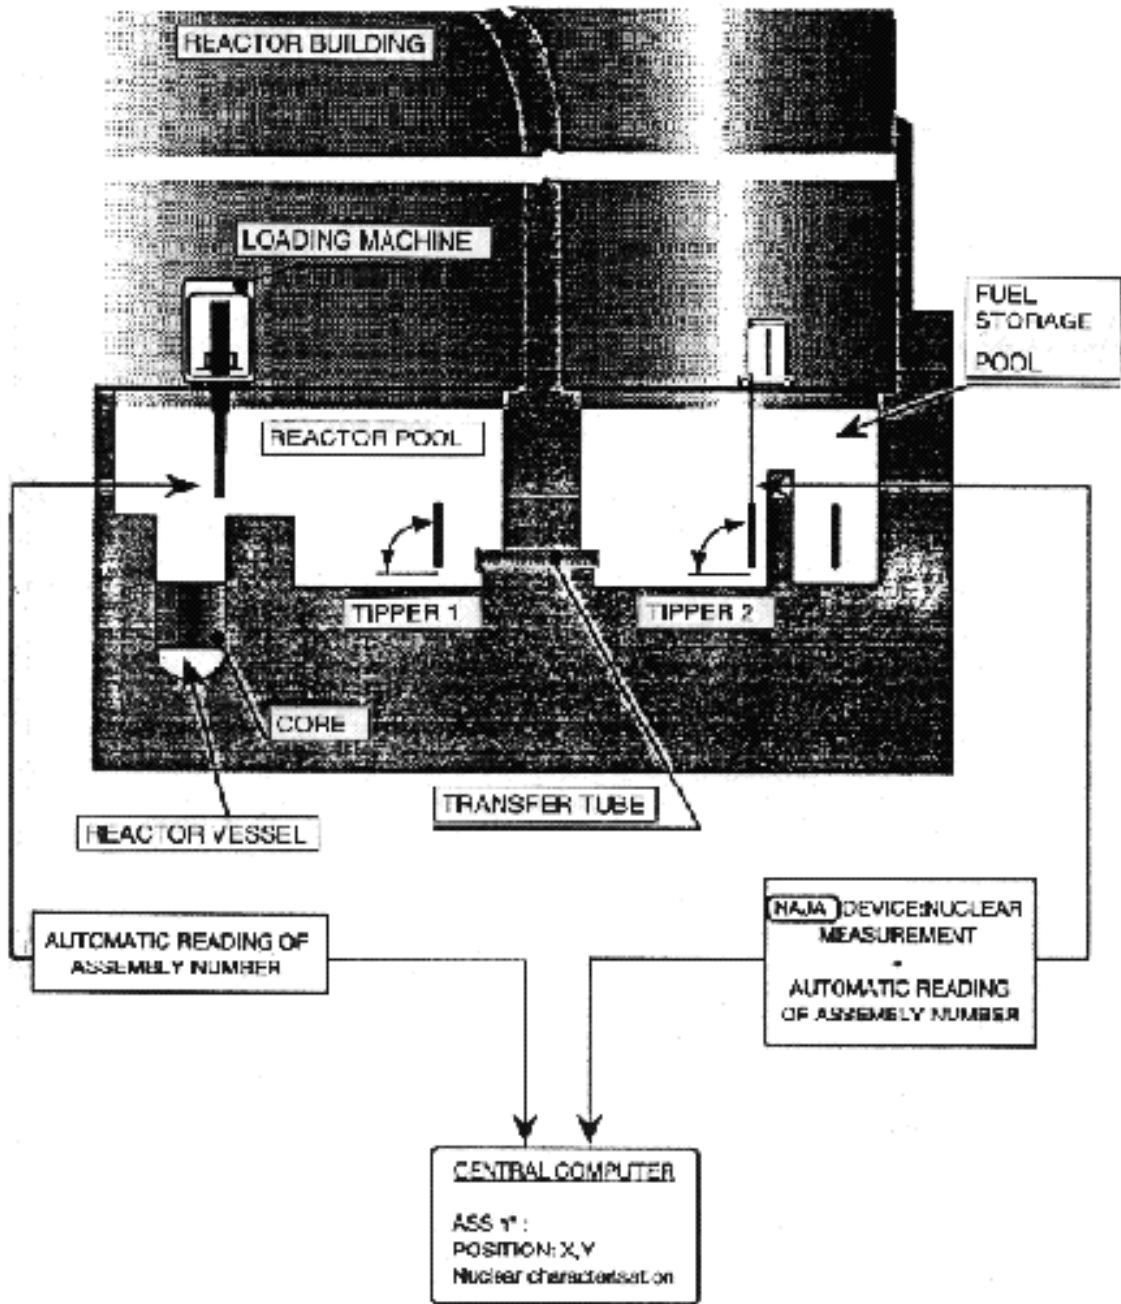 REACTOR BUILDING
LOADING MACHINE
FUEL
STORAGE
POOL
REACTOR POOL
TIPPER 1
TIPPER 2
CORE
TRANSFER TUBE
REACTOR VESSEL
AUTOMATIC READING OF
ASSEMBLY NUMBER
NAJA DEVICE:NUCLEAR
MEASUREMENT
+
AUTOMATIC READING
OF ASSEMBLY NUMBER
CENTRAL COMPUTER
ASS n° :
POSITION: X,Y
Nuclear characterisation